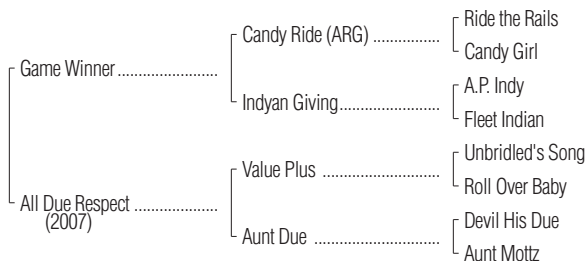 Ride the Rails
Candy Ride (ARG) ................
Candy Girl
Game Winner ........................
A.P. Indy
Indyan Giving ........................
Fleet Indian
Unbridled's Song
Value Plus ............................
Roll Over Baby
All Due Respect ....................
(2007)
Devil His Due
Aunt Due ..............................
Aunt Mottz